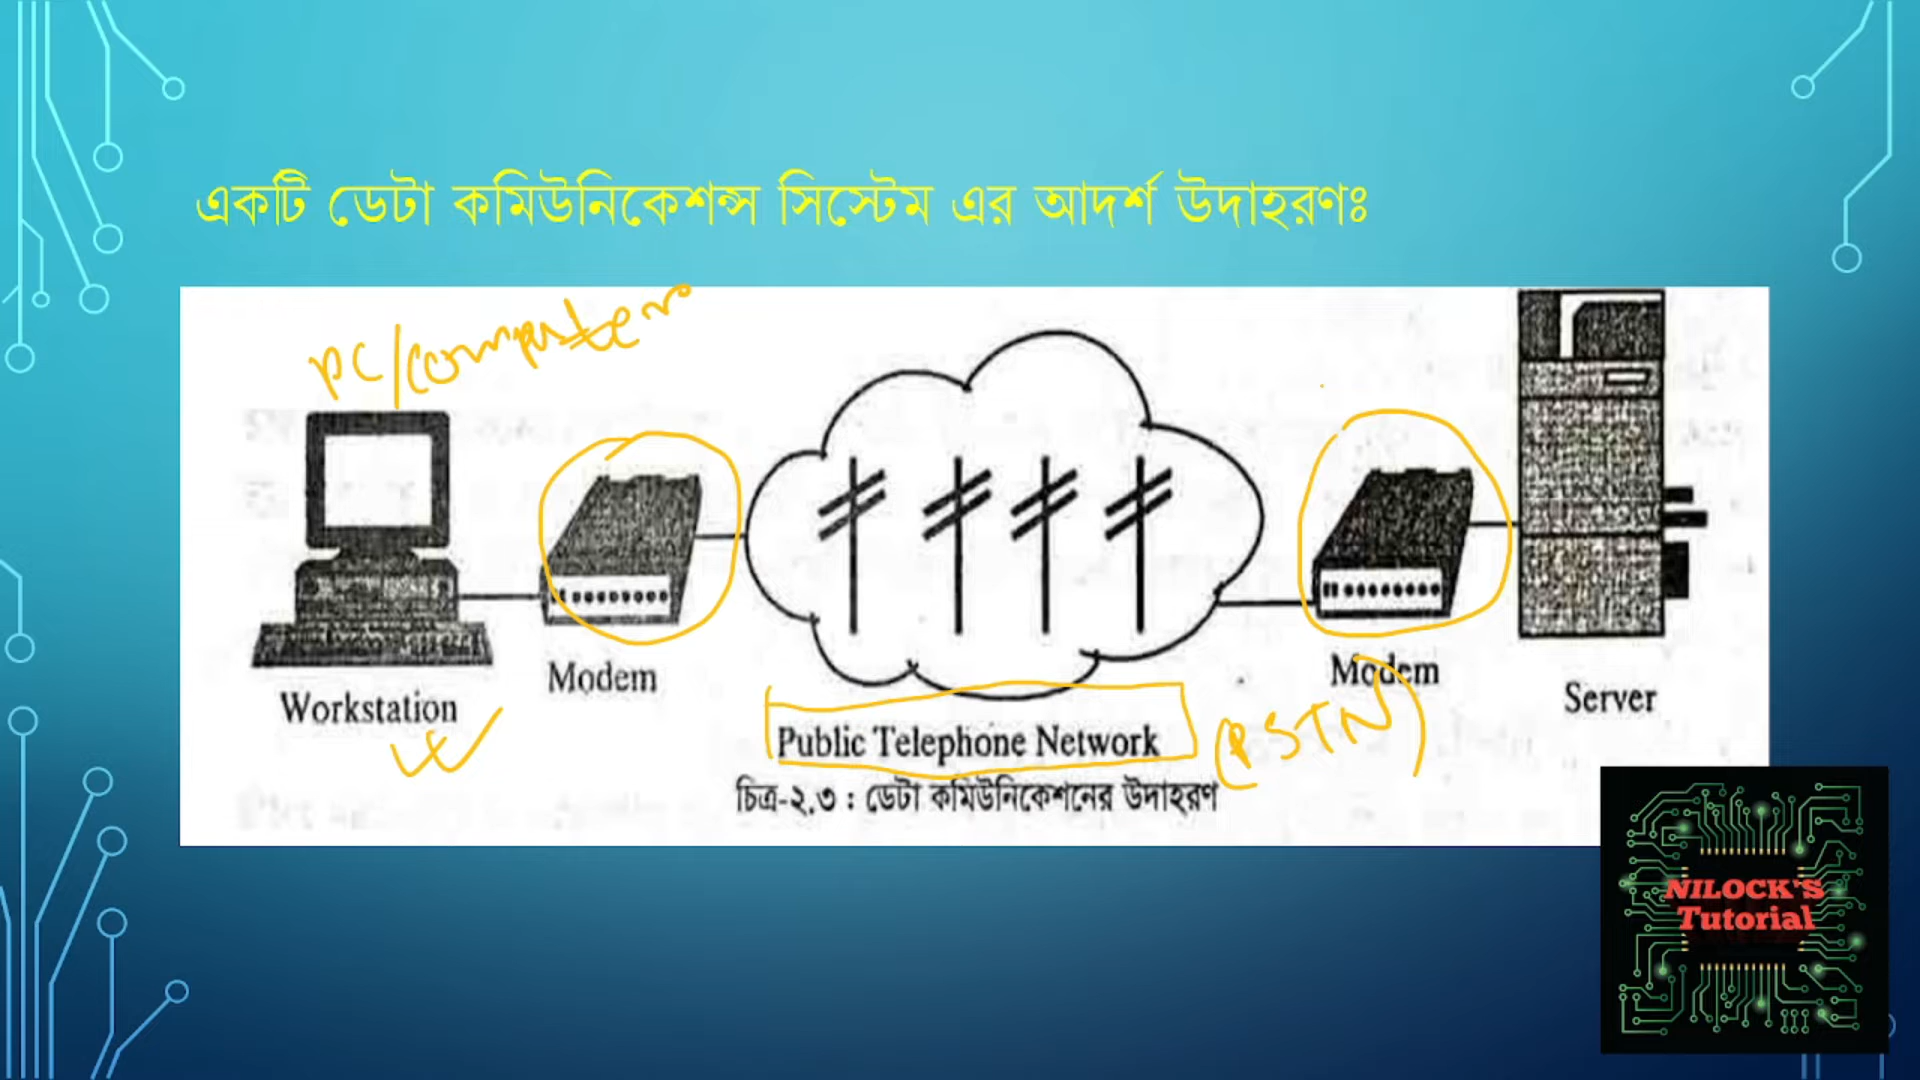 একটি ডেটা কমিউনিকেশন্স সিস্টেম এর আদর্শ উদাহরণঃ
PC/Computer
Workstation
Modem
Public Telephone Network
(PSTN)
Modem
Server
চিত্র-২.৩ : ডেটা কমিউনিকেশনের উদাহরণ
NILOCK'S
Tutorial